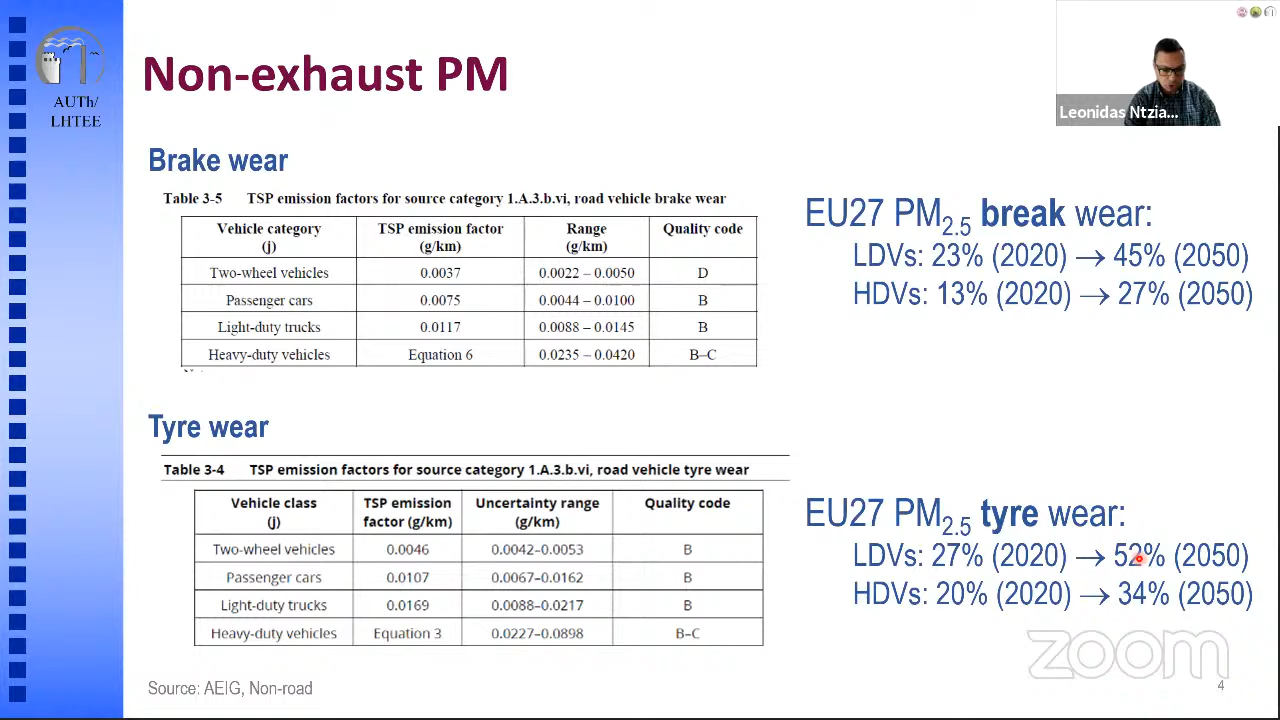 AUTh/
LHTEE
Non-exhaust PM
Leonidas Ntzia...
Brake wear
Table 3-5 TSP emission factors for source category 1.A.3.b.vi, road vehicle brake wear
Vehicle category (j) TSP emission factor (g/km) Range (g/km) Quality code
Two-wheel vehicles 0.0037 0.0022 – 0.0050 D
Passenger cars 0.0075 0.0044 – 0.0100 B
Light-duty trucks 0.0117 0.0088 – 0.0145 B
Heavy-duty vehicles Equation 6 0.0235 – 0.0420 B–C
EU27 PM2.5 break wear:
LDVs: 23% (2020) → 45% (2050)
HDVs: 13% (2020) → 27% (2050)
Tyre wear
Table 3-4 TSP emission factors for source category 1.A.3.b.vi, road vehicle tyre wear
Vehicle class (j) TSP emission factor (g/km) Uncertainty range (g/km) Quality code
Two-wheel vehicles 0.0046 0.0042–0.0053 B
Passenger cars 0.0107 0.0067–0.0162 B
Light-duty trucks 0.0169 0.0088–0.0217 B
Heavy-duty vehicles Equation 3 0.0227–0.0898 B–C
EU27 PM2.5 tyre wear:
LDVs: 27% (2020) → 52% (2050)
HDVs: 20% (2020) → 34% (2050)
zoom
Source: AEIG, Non-road
4